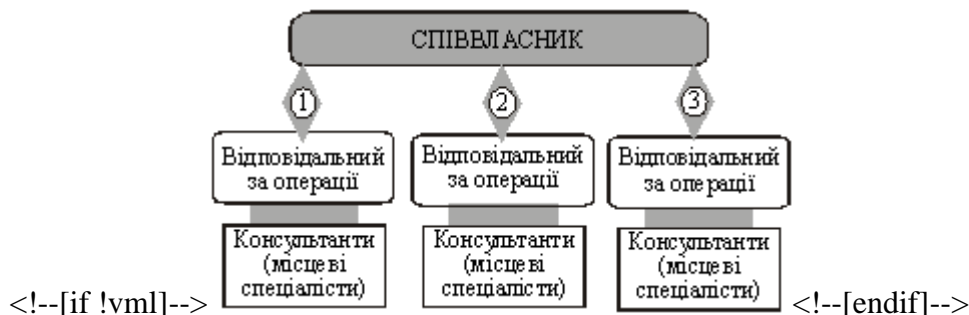 СПІВВЛАСНИК
1 2 3
Відповідальний
за операції
Відповідальний
за операції
Відповідальний
за операції
Консультанти
(місцеві
спеціалісти)
Консультанти
(місцеві
спеціалісти)
Консультанти
(місцеві
спеціалісти)
<!--[if !vml]--> <!--[endif]-->